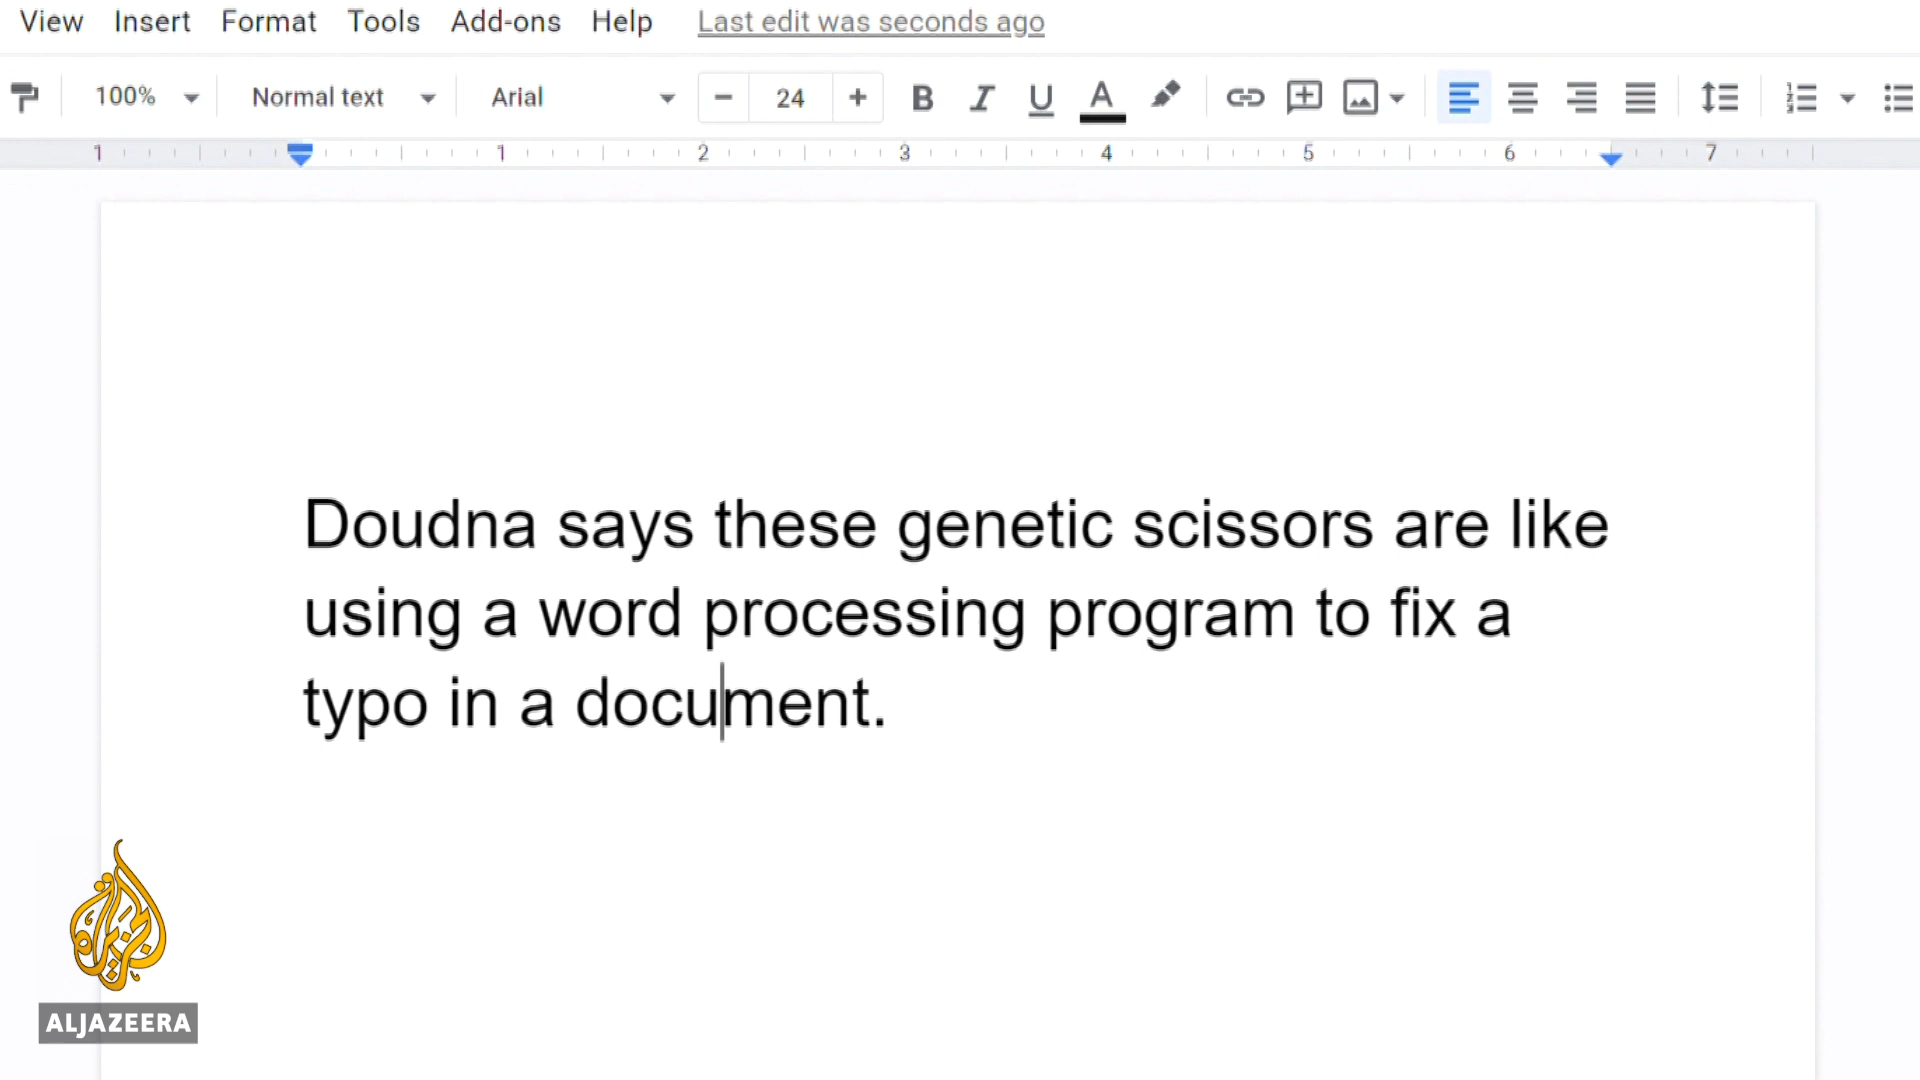 View Insert Format Tools Add-ons Help Last edit was seconds ago
100% Normal text Arial 24 B I U A
1 1 2 3 4 5 6 7
Doudna says these genetic scissors are like
using a word processing program to fix a
typo in a document.
الجزيرة
ALJAZEERA